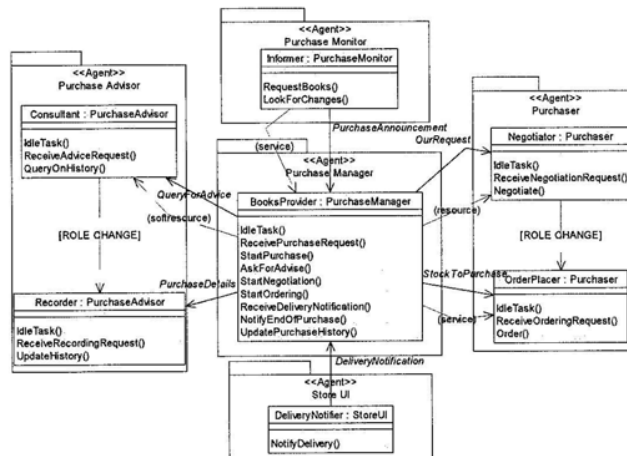 <<Agent>>
Purchase Monitor
Informer : PurchaseMonitor
RequestBooks()
LookForChanges()
<<Agent>>
Purchase Advisor
Consultant : PurchaseAdvisor
IdleTask()
ReceiveAdviceRequest()
QueryOnHistory()
[ROLE CHANGE]
Recorder : PurchaseAdvisor
IdleTask()
ReceiveRecordingRequest()
UpdateHistory()
(service)
PurchaseAnnouncement
OurRequest
QueryForAdvice
(softresource)
PurchaseDetails
<<Agent>>
Purchase Manager
BooksProvider : PurchaseManager
IdleTask()
ReceivePurchaseRequest()
StartPurchase()
AskForAdvise()
StartNegotiation()
StartOrdering()
ReceiveDeliveryNotification()
NotifyEndOfPurchase()
UpdatePurchaseHistory()
(resource)
StockToPurchase
(service)
<<Agent>>
Purchaser
Negotiator : Purchaser
IdleTask()
ReceiveNegotiationRequest()
Negotiate()
[ROLE CHANGE]
OrderPlacer : Purchaser
IdleTask()
ReceiveOrderingRequest()
Order()
DeliveryNotification
<<Agent>>
Store UI
DeliveryNotifier : StoreUI
NotifyDelivery()